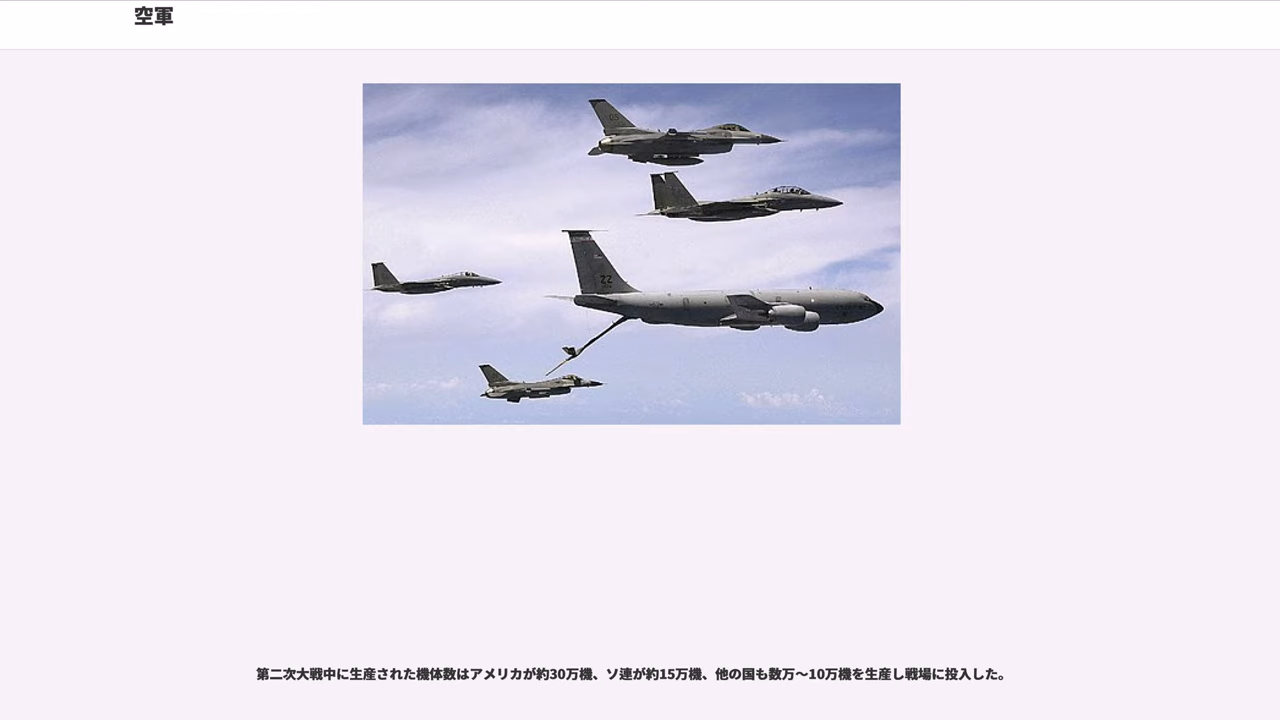 空軍
ZZ
第二次大戦中に生産された機体数はアメリカが約30万機、ソ連が約15万機、他の国も数万〜10万機を生産し戦場に投入した。